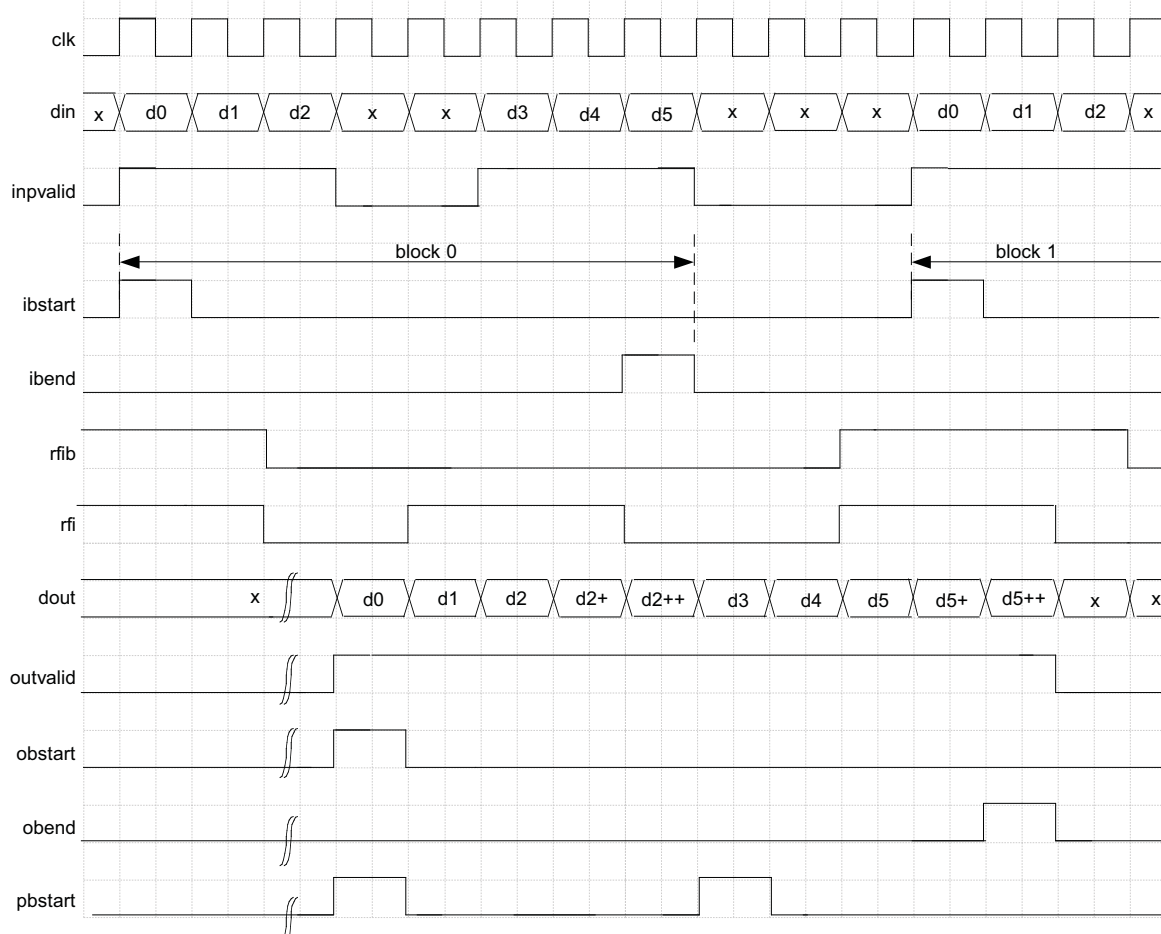 clk
din x d0 d1 d2 x x d3 d4 d5 x x x d0 d1 d2 x
inpvalid
block 0 block 1
ibstart
ibend
rfib
rfi
dout x d0 d1 d2 d2+ d2++ d3 d4 d5 d5+ d5++ x x
outvalid
obstart
obend
pbstart